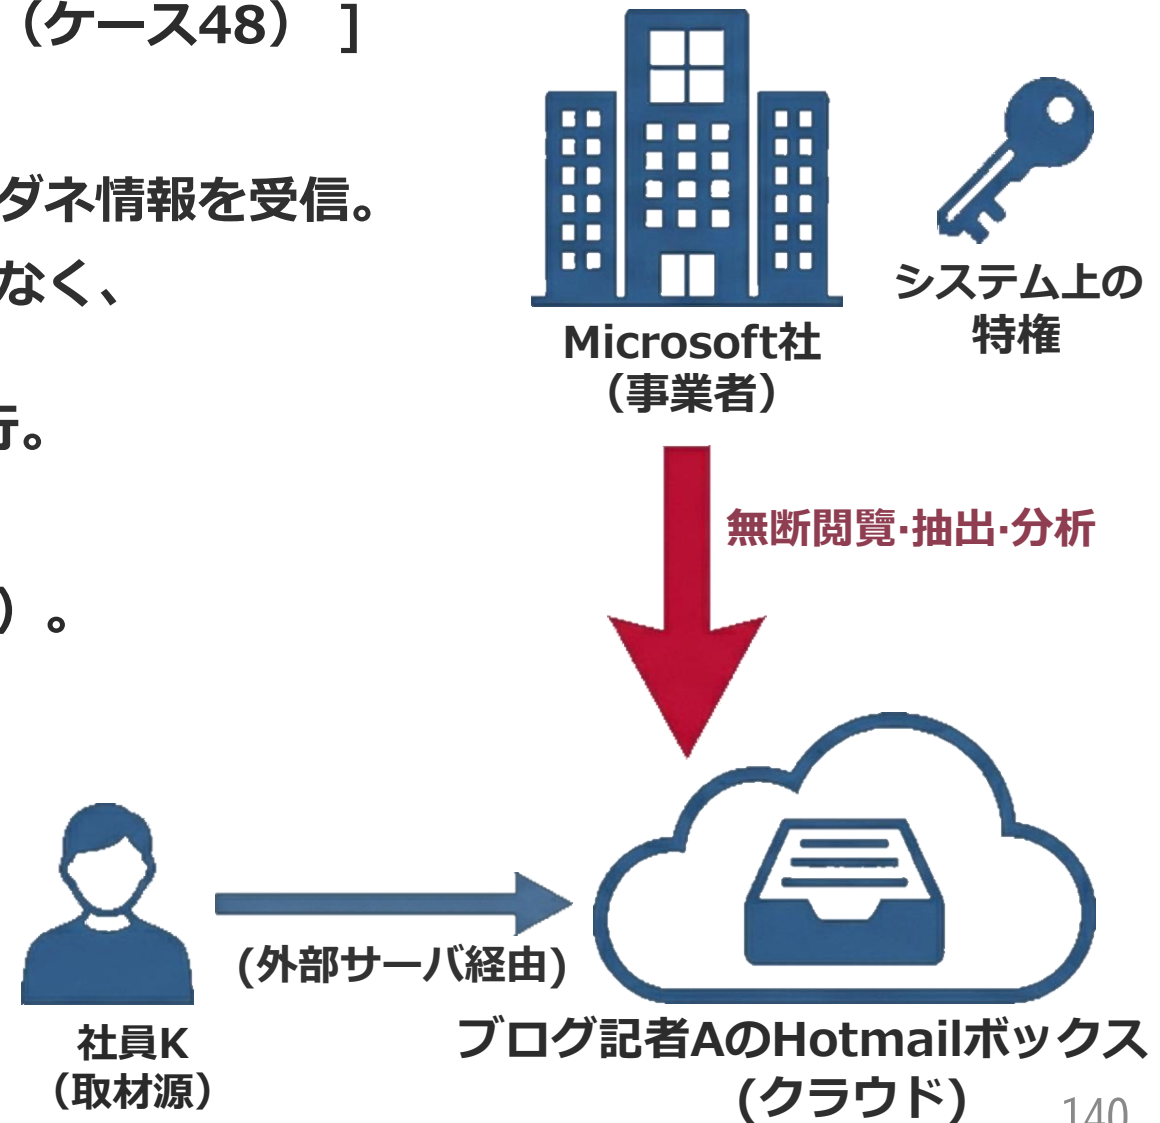 （ケース48） ]
ダネ情報を受信。
なく、
行。
）。
Microsoft社
（事業者）
システム上の
特権
無断閲覧·抽出·分析
(外部サーバ経由)
社員K
（取材源）
ブログ記者AのHotmailボックス
(クラウド)
140